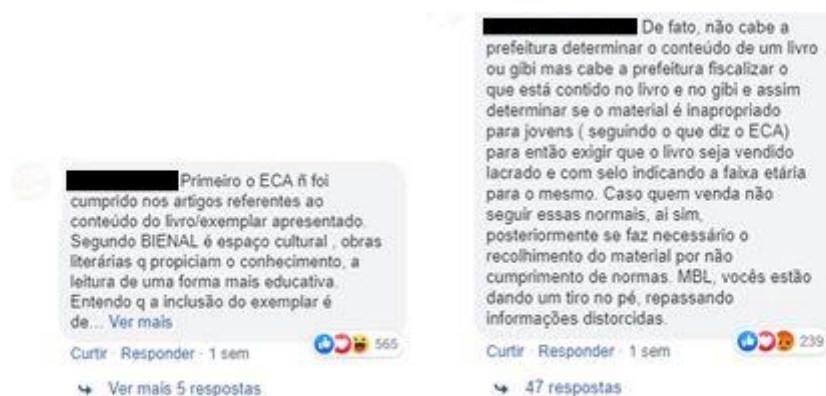 Primeiro o ECA ñ foi
cumprido nos artigos referentes ao
conteúdo do livro/exemplar apresentado.
Segundo BIENAL é espaço cultural , obras
literárias q propiciam o conhecimento, a
leitura de uma forma mais educativa.
Entendo q a inclusão do exemplar é
de... Ver mais
565
Curtir · Responder · 1 sem
Ver mais 5 respostas
De fato, não cabe a
prefeitura determinar o conteúdo de um livro
ou gibi mas cabe a prefeitura fiscalizar o
que está contido no livro e no gibi e assim
determinar se o material é inapropriado
para jovens ( seguindo o que diz o ECA)
para então exigir que o livro seja vendido
lacrado e com selo indicando a faixa etária
para o mesmo. Caso quem venda não
seguir essas normais, ai sim,
posteriormente se faz necessário o
recolhimento do material por não
cumprimento de normas. MBL, vocês estão
dando um tiro no pé, repassando
informações distorcidas.
239
Curtir · Responder · 1 sem
47 respostas